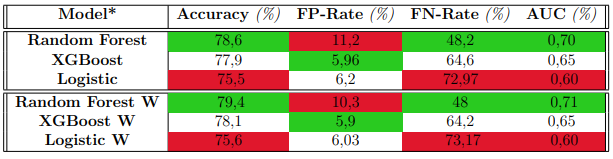 Model* Accuracy (%) FP-Rate (%) FN-Rate (%) AUC (%)
Random Forest 78,6 11,2 48,2 0,70
XGBoost 77,9 5,96 64,6 0,65
Logistic 75,5 6,2 72,97 0,60
Random Forest W 79,4 10,3 48 0,71
XGBoost W 78,1 5,9 64,2 0,65
Logistic W 75,6 6,03 73,17 0,60